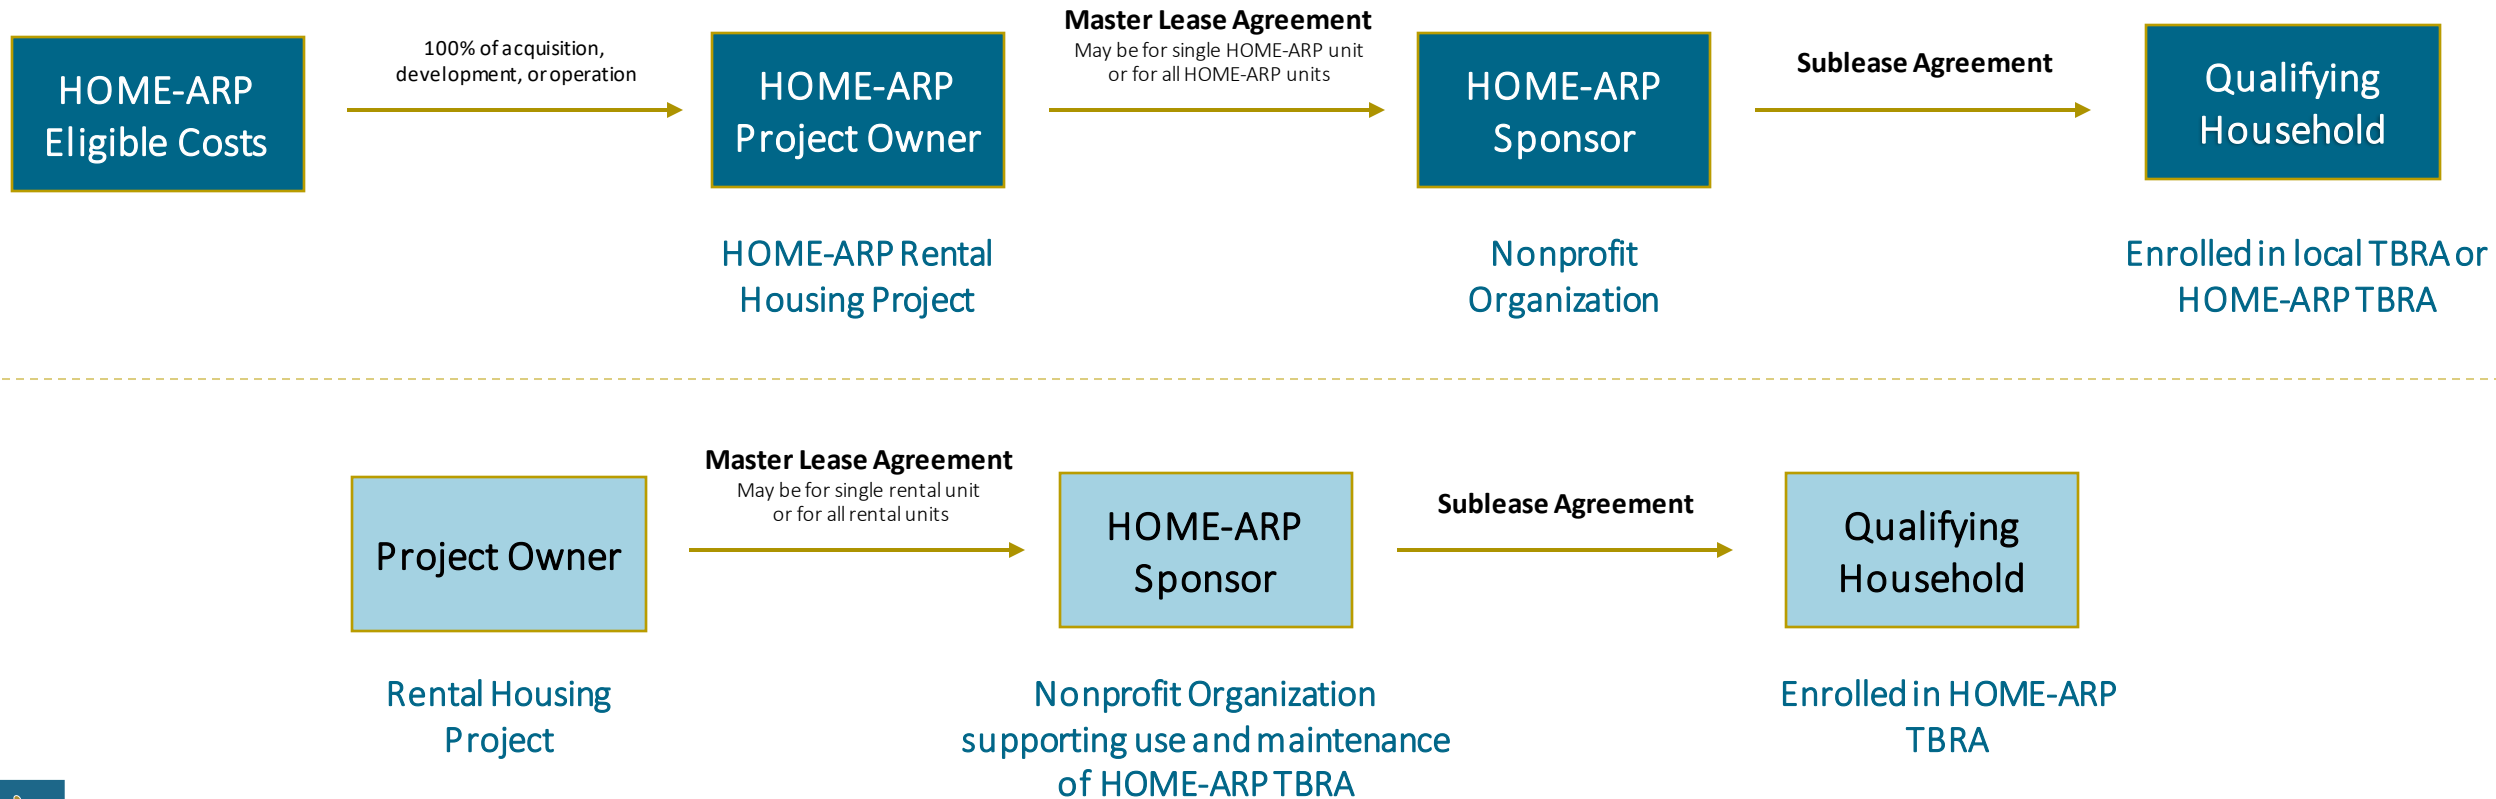 HOME-ARP
Eligible Costs
100% of acquisition,
development, or operation
HOME-ARP
Project Owner
HOME-ARP Rental
Housing Project
Master Lease Agreement
May be for single HOME-ARP unit
or for all HOME-ARP units
HOME-ARP
Sponsor
Nonprofit
Organization
Sublease Agreement
Qualifying
Household
Enrolled in local TBRA or
HOME-ARP TBRA
Project Owner
Rental Housing
Project
Master Lease Agreement
May be for single rental unit
or for all rental units
HOME-ARP
Sponsor
Nonprofit Organization
supporting use and maintenance
of HOME-ARP TBRA
Sublease Agreement
Qualifying
Household
Enrolled in HOME-ARP
TBRA